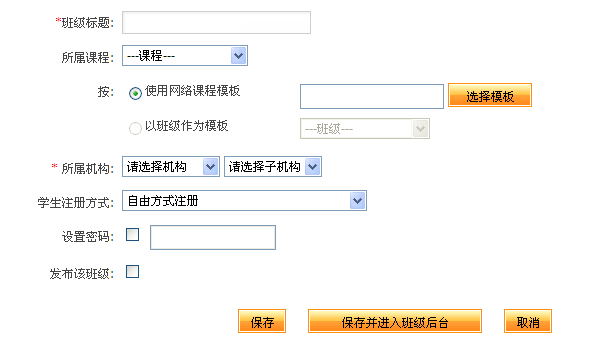 *班级标题:
所属课程: ---课程---
按: 使用网络课程模板 选择模板
以班级作为模板 ---班级---
* 所属机构: 请选择机构 请选择子机构
学生注册方式: 自由方式注册
设置密码:
发布该班级:
保存 保存并进入班级后台 取消